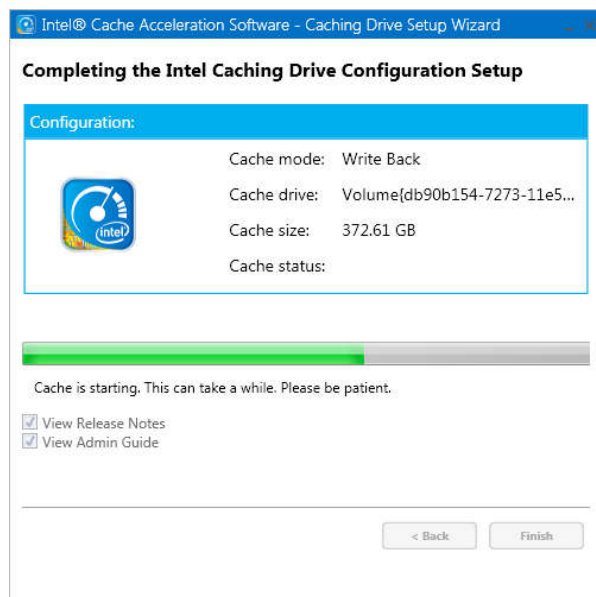 Intel® Cache Acceleration Software - Caching Drive Setup Wizard
Completing the Intel Caching Drive Configuration Setup
Configuration:
Cache mode: Write Back
Cache drive: Volume{db90b154-7273-11e5...
intel
Cache size: 372.61 GB
Cache status:
Cache is starting. This can take a while. Please be patient.
View Release Notes
View Admin Guide
< Back Finish